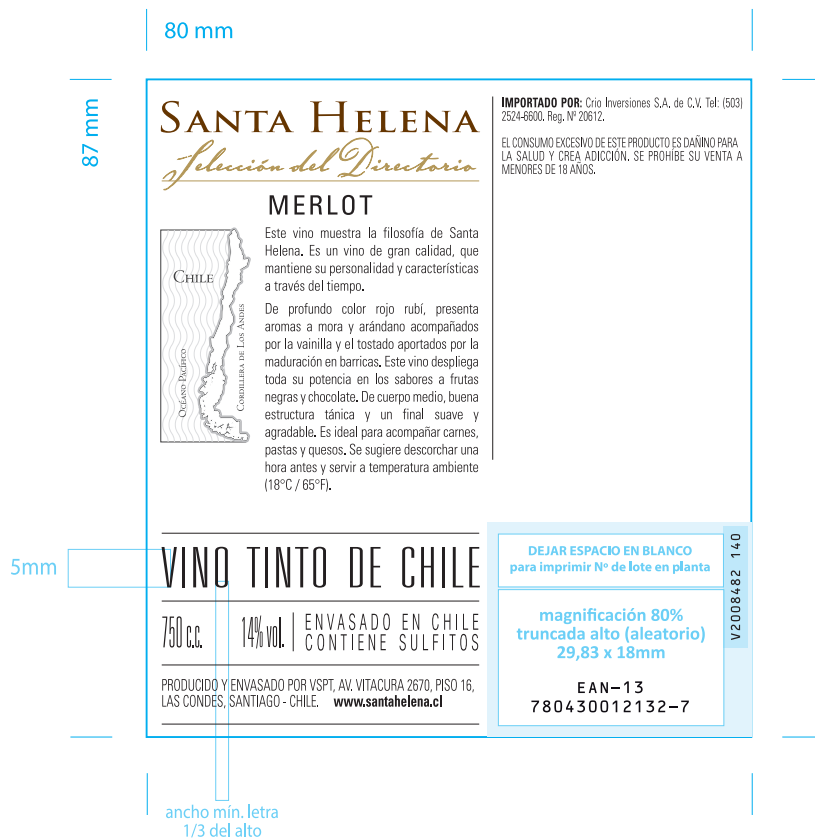 80 mm
87 mm
SANTA HELENA
Selección del Directorio
MERLOT
Este vino muestra la filosofía de Santa
Helena. Es un vino de gran calidad, que
mantiene su personalidad y características
a través del tiempo.
De profundo color rojo rubí, presenta
aromas a mora y arándano acompañados
por la vainilla y el tostado aportados por la
maduración en barricas. Este vino despliega
toda su potencia en los sabores a frutas
negras y chocolate. De cuerpo medio, buena
estructura tánica y un final suave y
agradable. Es ideal para acompañar carnes,
pastas y quesos. Se sugiere descorchar una
hora antes y servir a temperatura ambiente
(18°C / 65°F).
CHILE
OCÉANO PACÍFICO
CORDILLERA DE LOS ANDES
IMPORTADO POR: Crio Inversiones S.A. de C.V. Tel: (503)
2524-6600. Reg. Nº 20612.
EL CONSUMO EXCESIVO DE ESTE PRODUCTO ES DAÑINO PARA
LA SALUD Y CREA ADICCIÓN. SE PROHÍBE SU VENTA A
MENORES DE 18 AÑOS.
5mm
VINO TINTO DE CHILE
750 c.c.
14% vol.
ENVASADO EN CHILE
CONTIENE SULFITOS
PRODUCIDO Y ENVASADO POR VSPT, AV. VITACURA 2670, PISO 16,
LAS CONDES, SANTIAGO - CHILE. www.santahelena.cl
DEJAR ESPACIO EN BLANCO
para imprimir Nº de lote en planta
V2008482 140
magnificación 80%
truncada alto (aleatorio)
29,83 x 18mm
EAN-13
780430012132-7
ancho mín. letra
1/3 del alto